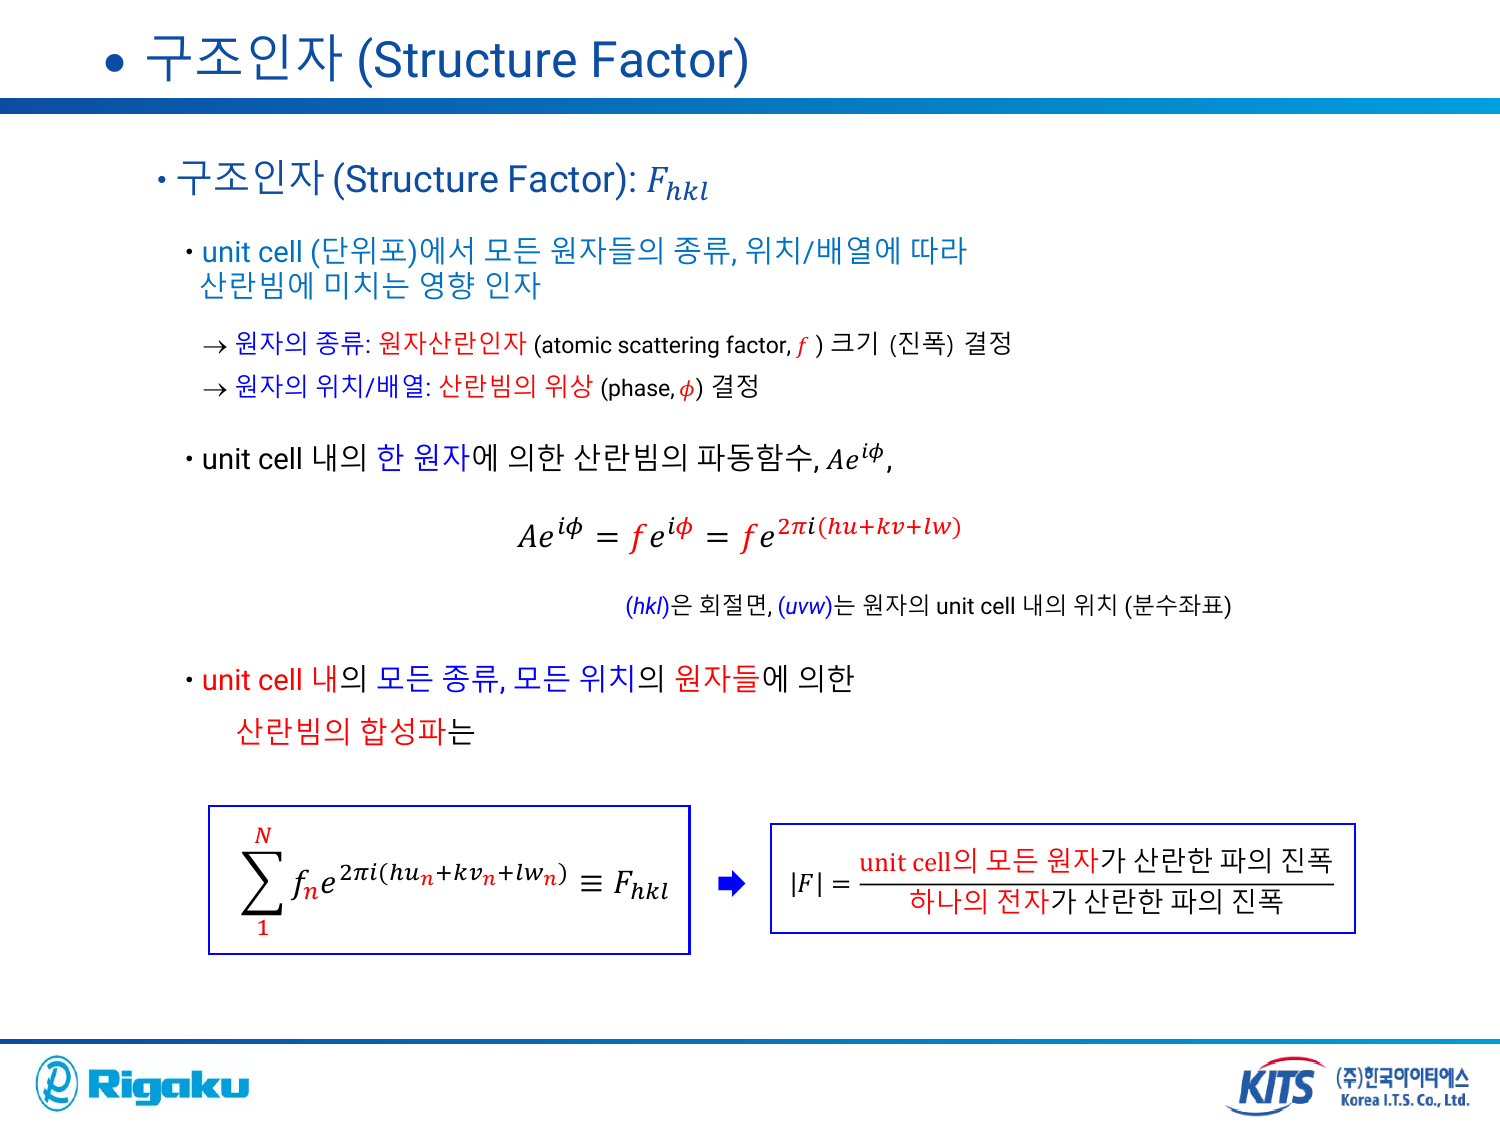 • 구조인자 (Structure Factor)
• 구조인자 (Structure Factor): $F_{hkl}$
• unit cell (단위포)에서 모든 원자들의 종류, 위치/배열에 따라
산란빔에 미치는 영향 인자
→ 원자의 종류: 원자산란인자 (atomic scattering factor, $f$ ) 크기 (진폭) 결정
→ 원자의 위치/배열: 산란빔의 위상 (phase, $\phi$) 결정
• unit cell 내의 한 원자에 의한 산란빔의 파동함수, $Ae^{i\phi}$,
$Ae^{i\phi} = fe^{i\phi} = fe^{2\pi i(hu+kv+lw)}$
(hkl)은 회절면, (uvw)는 원자의 unit cell 내의 위치 (분수좌표)
• unit cell 내의 모든 종류, 모든 위치의 원자들에 의한
산란빔의 합성파는
$\sum_{1}^{N} f_n e^{2\pi i(hu_n+kv_n+lw_n)} \equiv F_{hkl}$
$|F| = \frac{\text{unit cell의 모든 원자가 산란한 파의 진폭}}{\text{하나의 전자가 산란한 파의 진폭}}$
Rigaku
KITS
(주)한국아이티에스
Korea I.T.S. Co., Ltd.